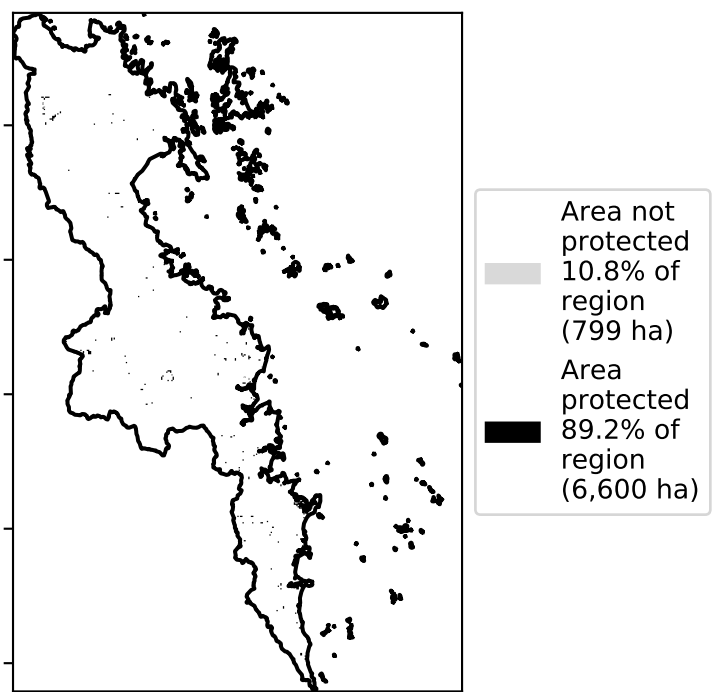 Area not
protected
10.8% of
region
(799 ha)
Area
protected
89.2% of
region
(6,600 ha)